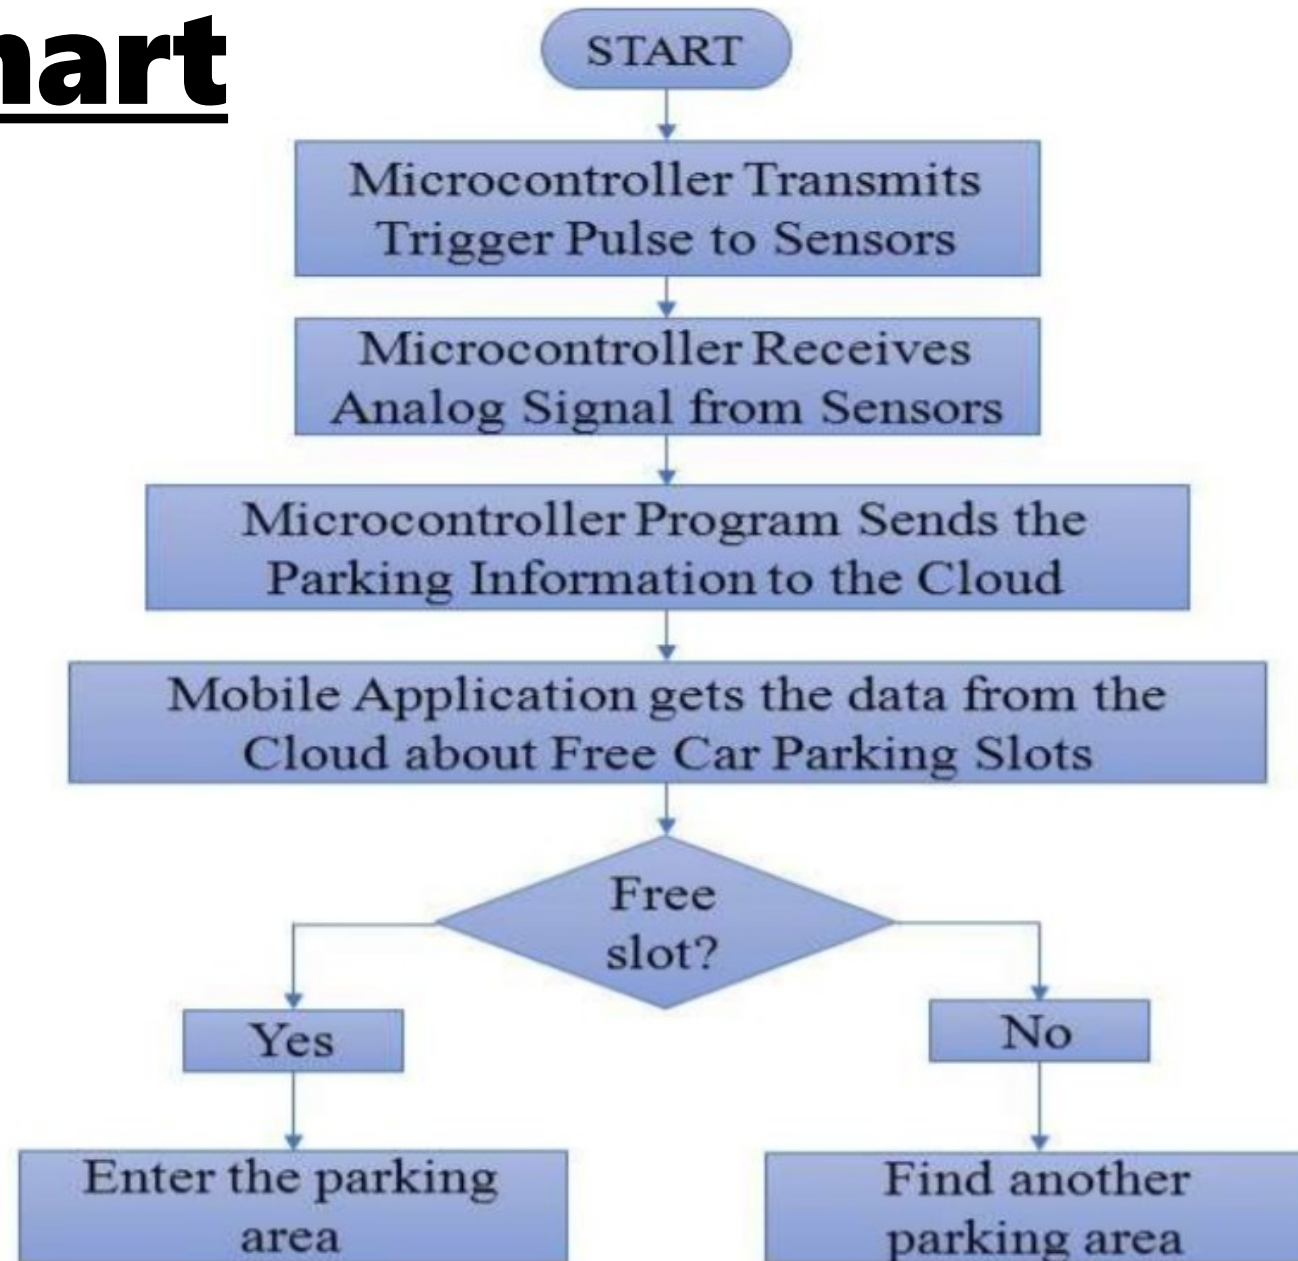 hart
START
Microcontroller Transmits
Trigger Pulse to Sensors
Microcontroller Receives
Analog Signal from Sensors
Microcontroller Program Sends the
Parking Information to the Cloud
Mobile Application gets the data from the
Cloud about Free Car Parking Slots
Free
slot?
Yes
No
Enter the parking
area
Find another
parking area